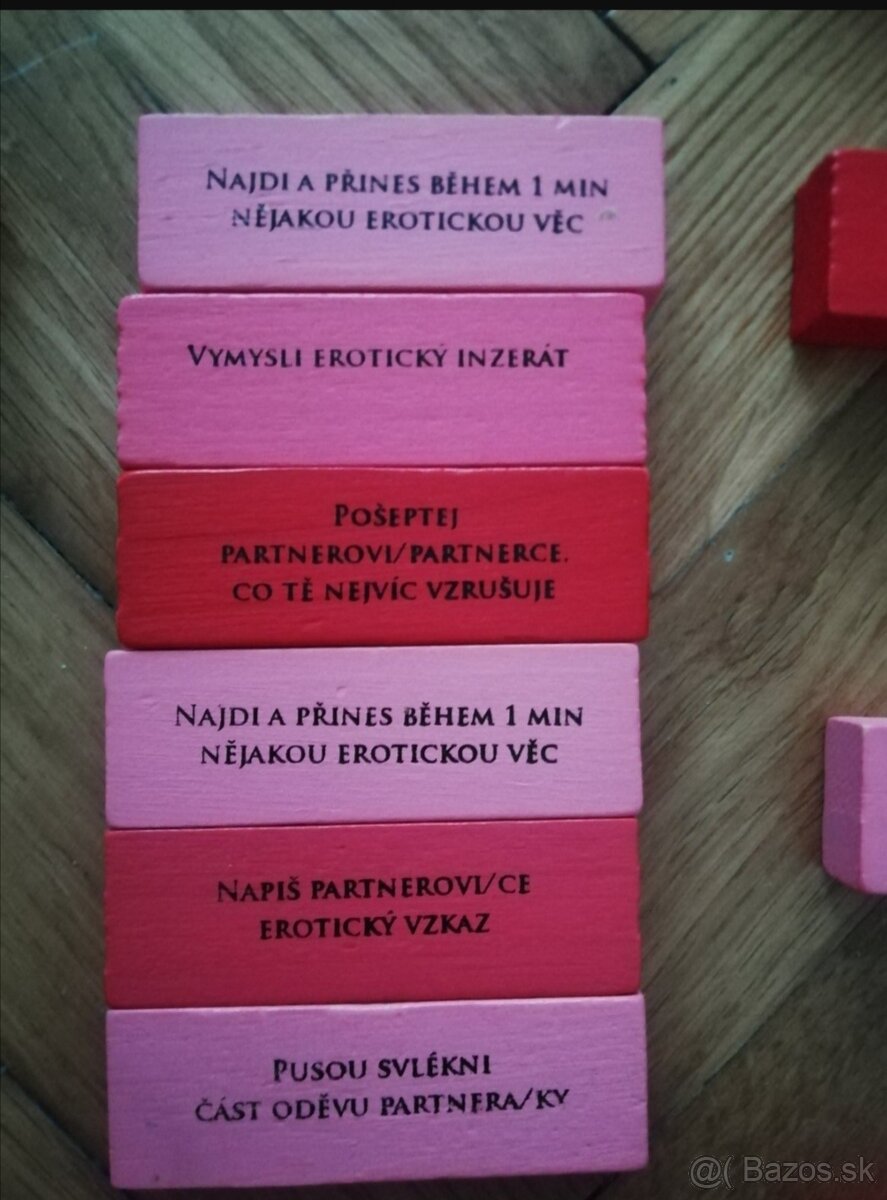 NAJDI A PŘINES BĚHEM 1 MIN
NĚJAKOU EROTICKOU VĚC
VYMYSLI EROTICKÝ INZERÁT
POŠEPTEJ
PARTNEROVI/PARTNERCE.
CO TĚ NEJVÍC VZRUŠUJE
NAJDI A PŘINES BĚHEM 1 MIN
NĚJAKOU EROTICKOU VĚC
NAPIŠ PARTNEROVI/CE
EROTICKÝ VZKAZ
PUSOU SVLÉKNI
ČÁST ODĚVU PARTNERA/KY
@( Bazos.sk